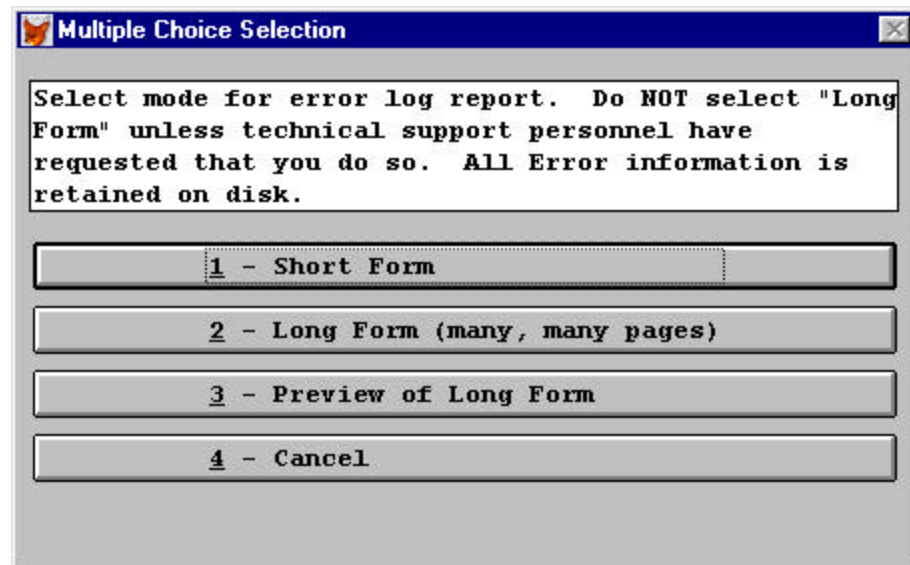 Multiple Choice Selection
Select mode for error log report.  Do NOT select "Long
Form" unless technical support personnel have
requested that you do so.  All Error information is
retained on disk.
1 - Short Form
2 - Long Form (many, many pages)
3 - Preview of Long Form
4 - Cancel